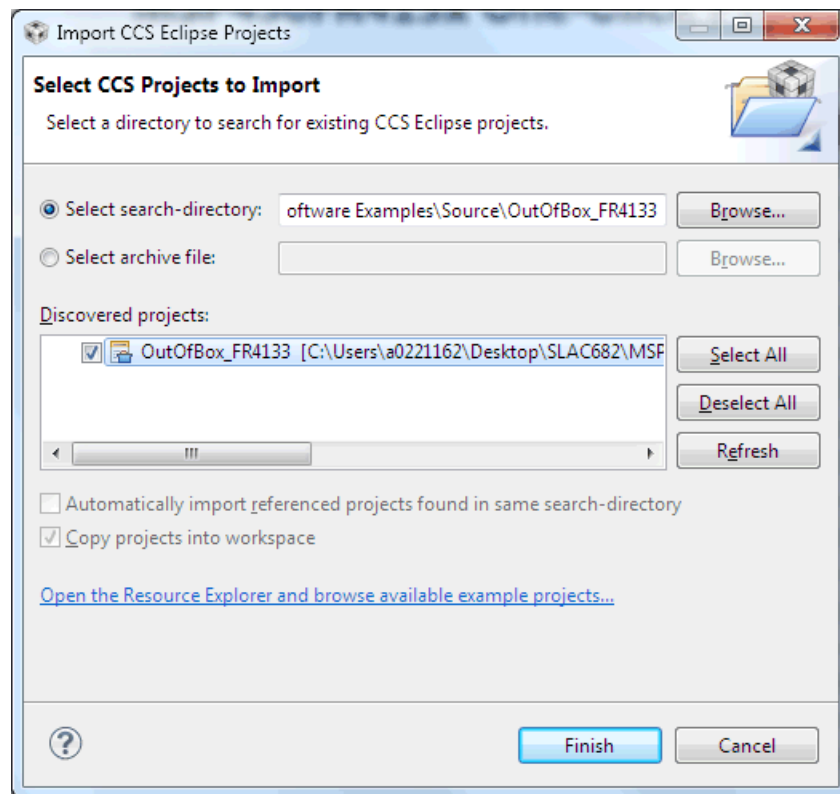 Import CCS Eclipse Projects
Select CCS Projects to Import
Select a directory to search for existing CCS Eclipse projects.
Select search-directory: oftware Examples\Source\OutOfBox_FR4133 Browse...
Select archive file: Browse...
Discovered projects:
OutOfBox_FR4133 [C:\Users\a0221162\Desktop\SLAC682\MSP Select All
Deselect All
Refresh
Automatically import referenced projects found in same search-directory
Copy projects into workspace
Open the Resource Explorer and browse available example projects...
? Finish Cancel